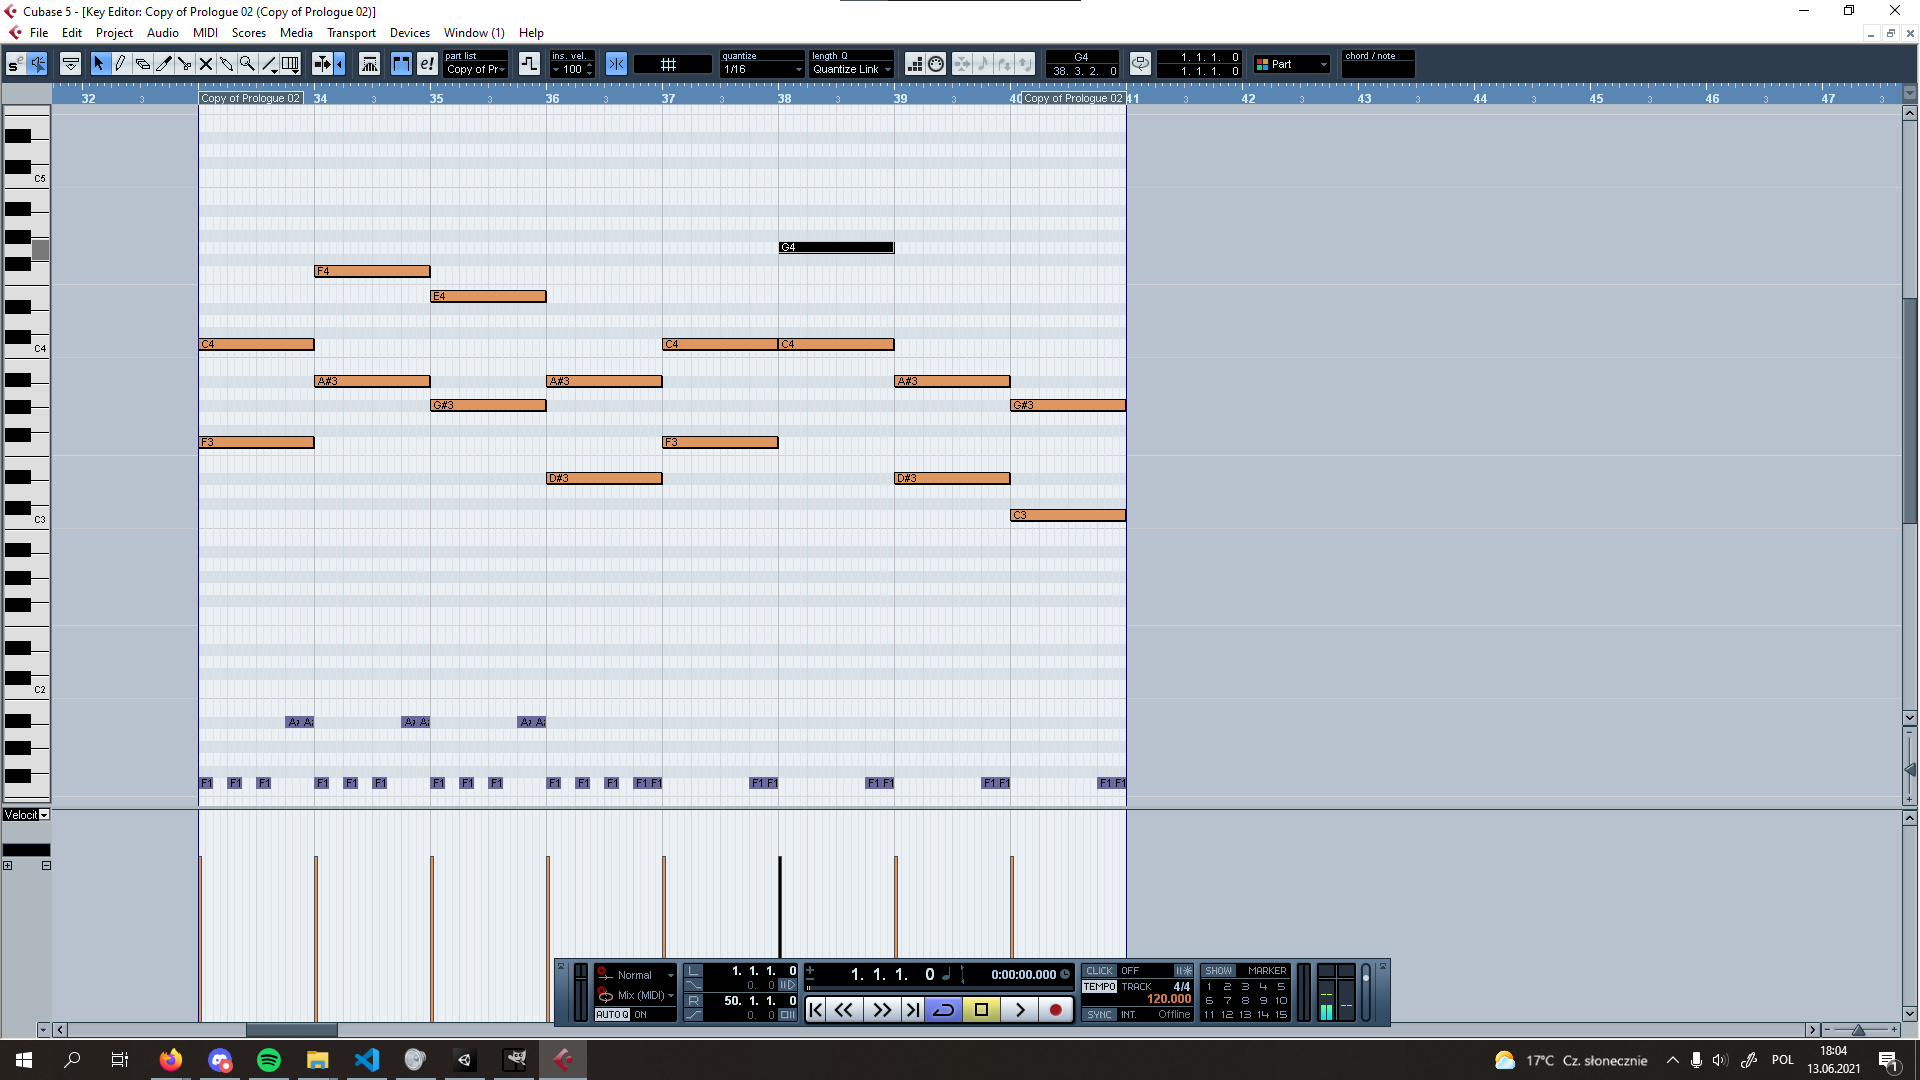 Cubase 5 - [Key Editor: Copy of Prologue 02 (Copy of Prologue 02)]
File Edit Project Audio MIDI Scores Media Transport Devices Window (1) Help
part list ins. vel. quantize length Q G4 1. 1. 1. 0 chord / note
Copy of Pr 100 1/16 Quantize Link 38. 3. 2. 0 1. 1. 1. 0 Part
32 3 Copy of Prologue 02 34 3 35 3 36 3 37 3 38 3 39 3 40 Copy of Prologue 02 41 3 42 3 43 3 44 3 45 3 46 3 47 3
C5
G4
F4
E4
C4 C4 C4 C4
A#3 A#3 A#3
G#3 G#3
F3 F3
D#3 D#3
C3 C3
C2
F1 F1 F1 F1 F1 F1 F1 F1 F1 F1 F1 F1 F1 F1 F1 F1 F1 F1 F1 F1 F1 F1
Velocit
Normal L 1. 1. 1. 0 1. 1. 1. 0 0:00:00.000 CLICK OFF SHOW MARKER
0. 0 TEMPO TRACK 4/4 1 2 3 4 5
Mix (MIDI) R 50. 1. 1. 0 120.000 6 7 8 9 10
AUTO Q ON 0. 0 SYNC INT. Offline 11 12 13 14 15
17°C Cz. słonecznie POL 18:04
13.06.2021 1